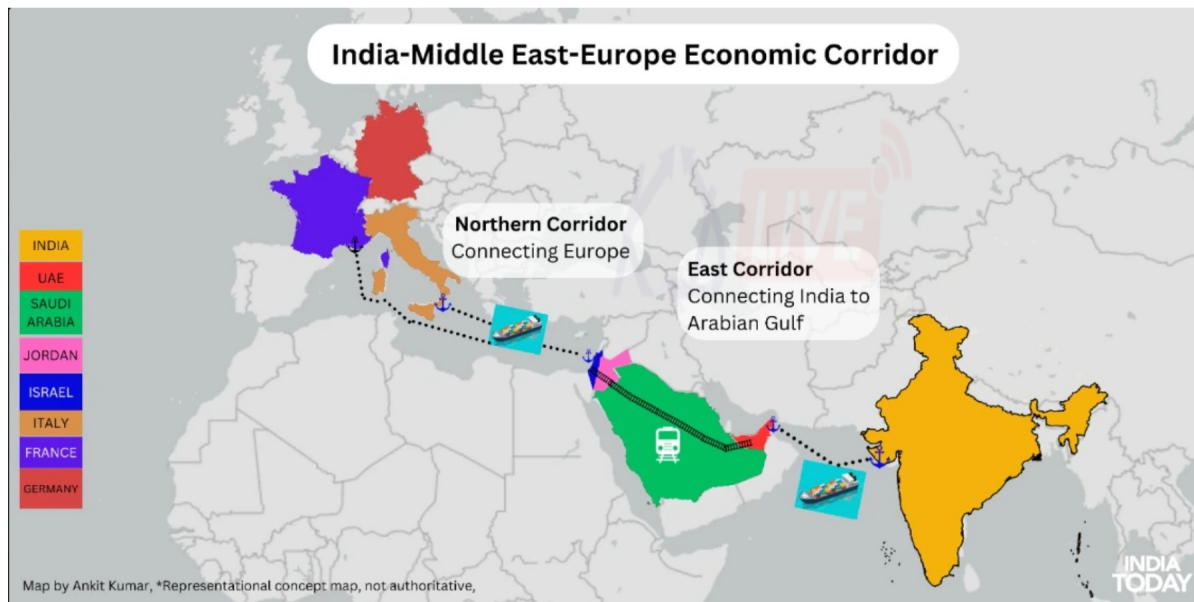 India-Middle East-Europe Economic Corridor
LIVE
Northern Corridor
Connecting Europe
East Corridor
Connecting India to
Arabian Gulf
INDIA
UAE
SAUDI
ARABIA
JORDAN
ISRAEL
ITALY
FRANCE
GERMANY
Map by Ankit Kumar, *Representational concept map, not authoritative,
INDIA
TODAY